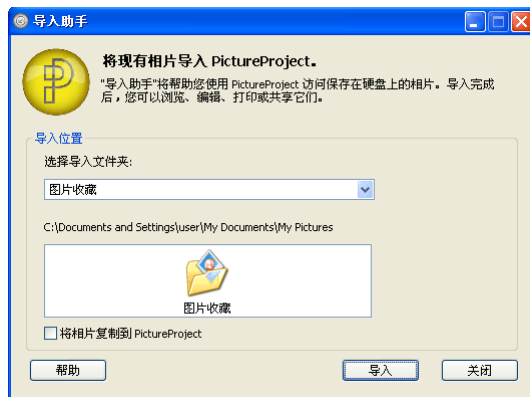 导入助手
将现有相片导入 PictureProject。
"导入助手"将帮助您使用 PictureProject 访问保存在硬盘上的相片。导入完成
后，您可以浏览、编辑、打印或共享它们。
导入位置
选择导入文件夹:
图片收藏
C:\Documents and Settings\user\My Documents\My Pictures
图片收藏
将相片复制到 PictureProject
帮助
导入
关闭